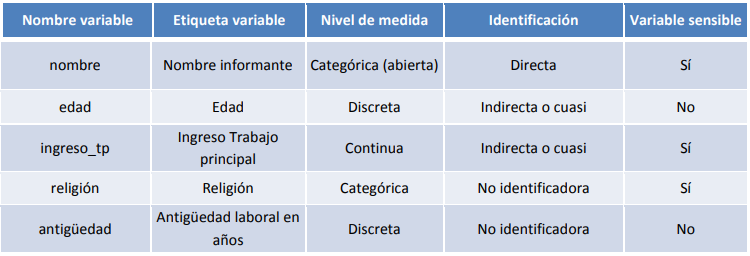 Nombre variable Etiqueta variable Nivel de medida Identificación Variable sensible
nombre Nombre informante Categórica (abierta) Directa Sí
edad Edad Discreta Indirecta o cuasi No
ingreso_tp Ingreso Trabajo principal Continua Indirecta o cuasi Sí
religión Religión Categórica No identificadora Sí
antigüedad Antigüedad laboral en años Discreta No identificadora No